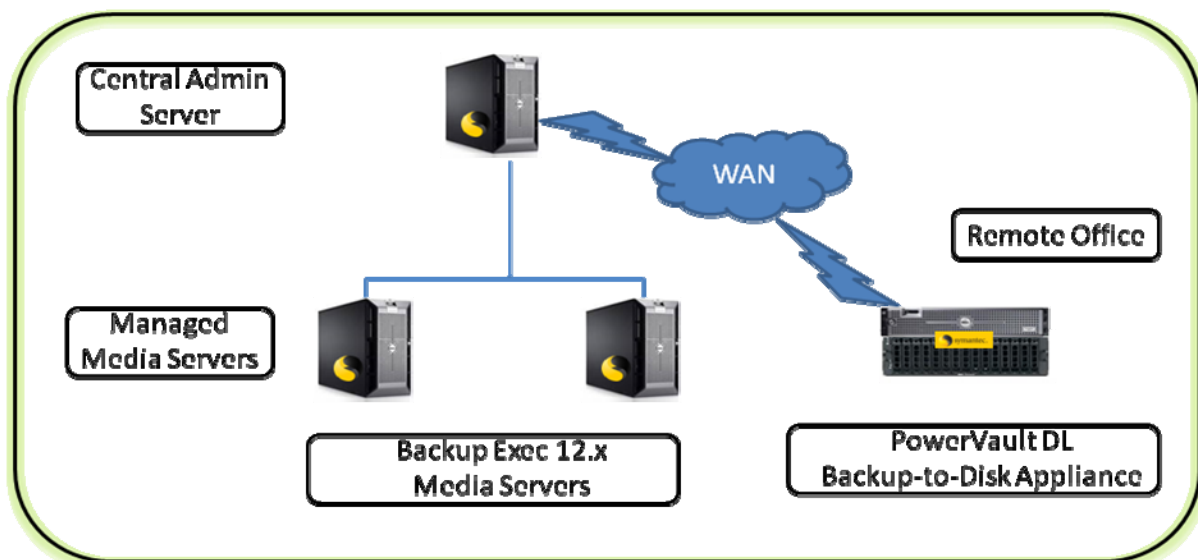 Central Admin
Server
WAN
Remote Office
Managed
Media Servers
symantec.
Backup Exec 12.x
Media Servers
PowerVault DL
Backup-to-Disk Appliance